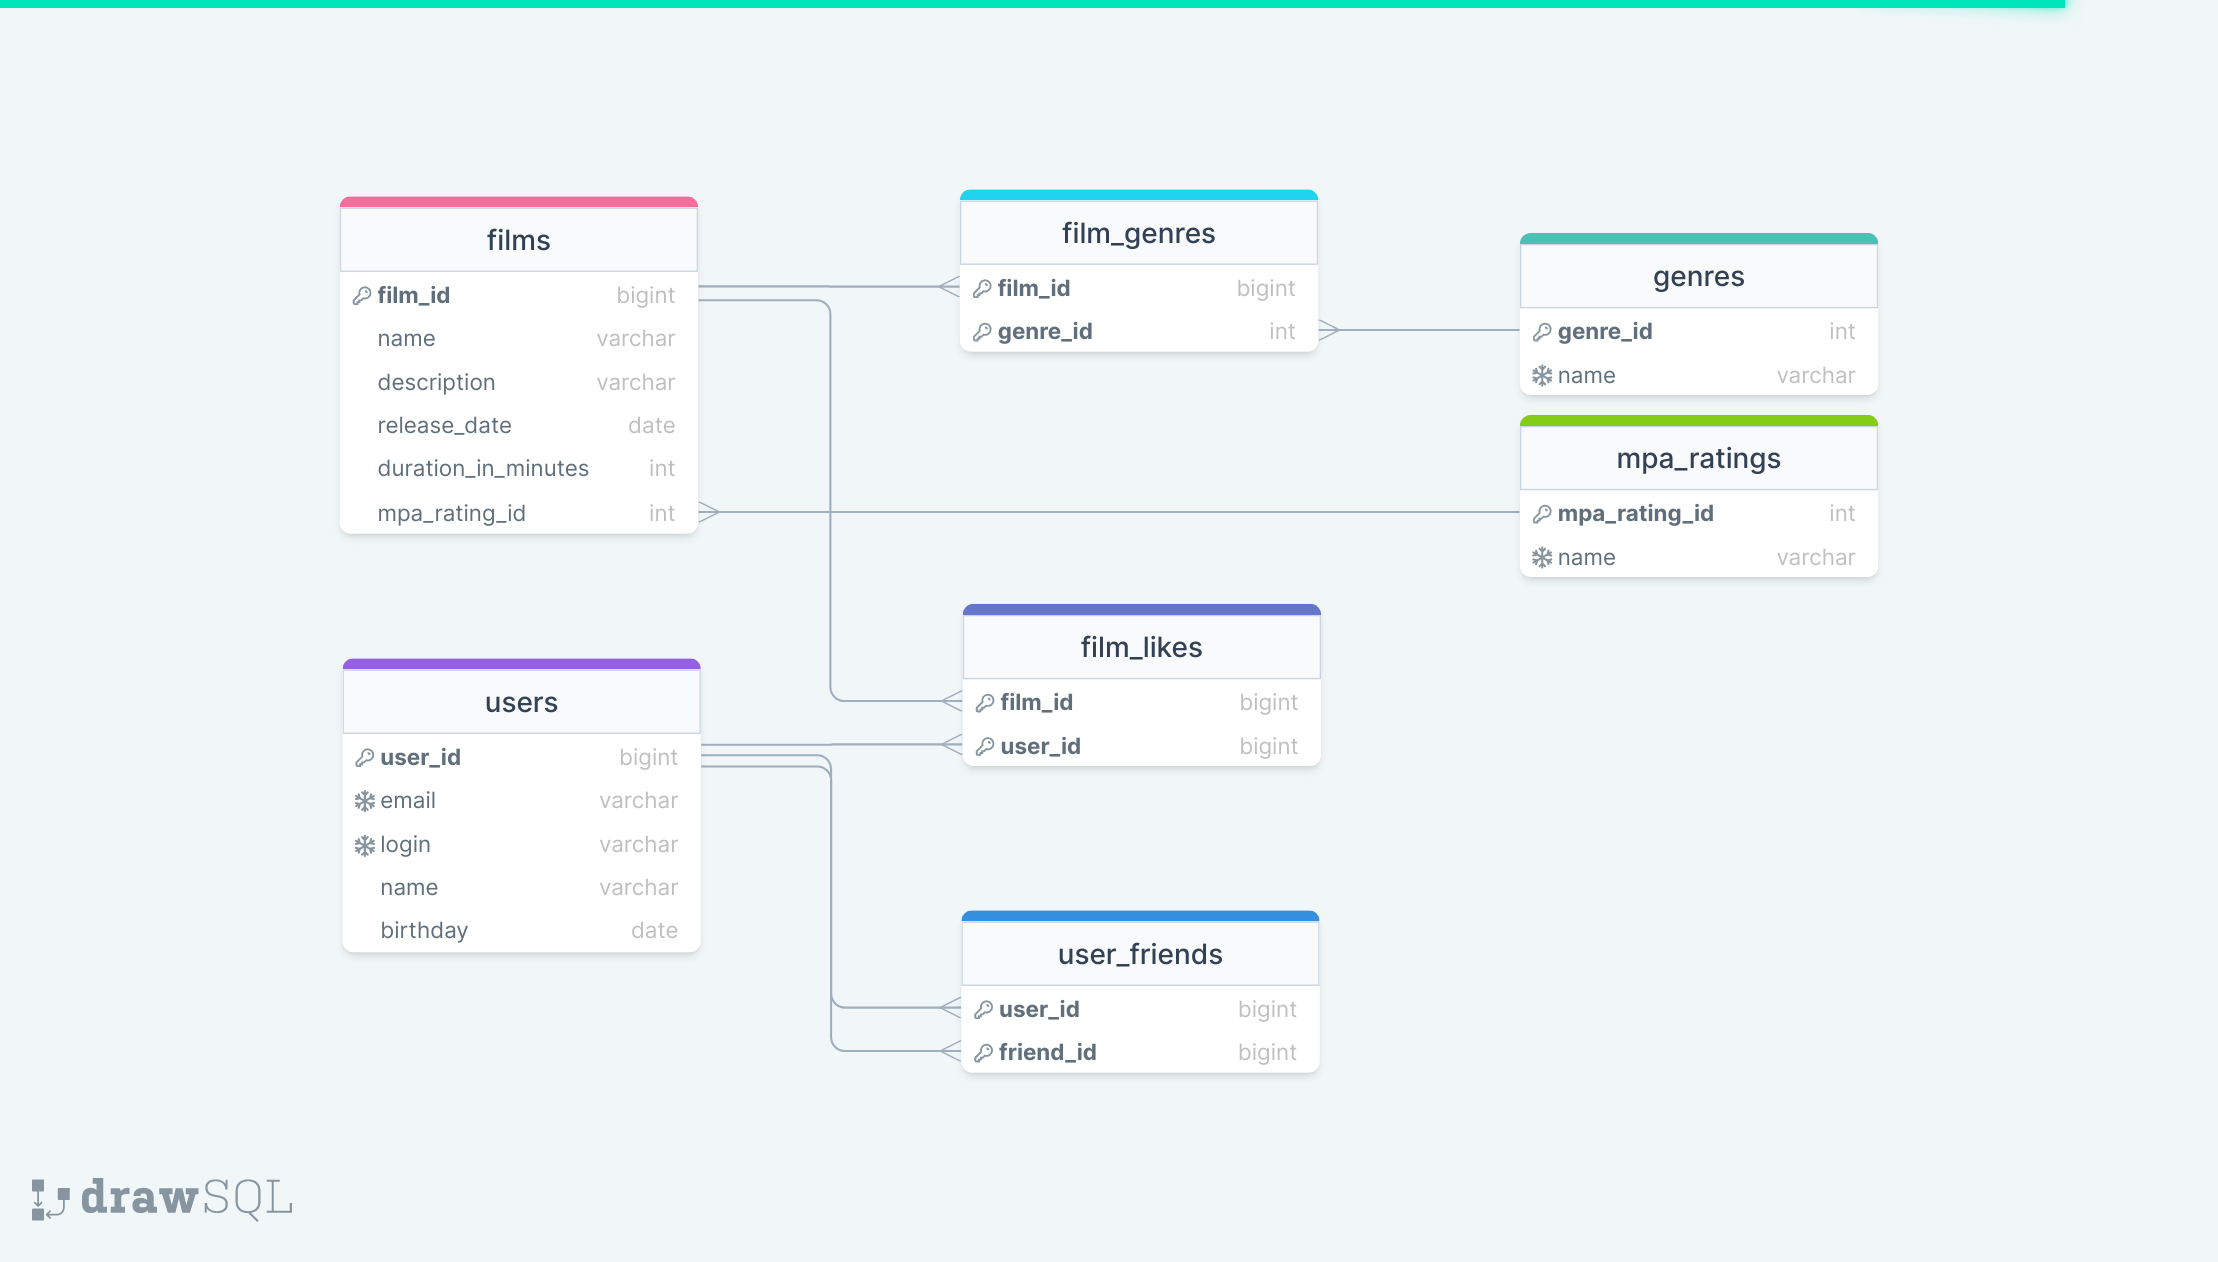 films
film_id bigint
name varchar
description varchar
release_date date
duration_in_minutes int
mpa_rating_id int
film_genres
film_id bigint
genre_id int
genres
genre_id int
name varchar
mpa_ratings
mpa_rating_id int
name varchar
film_likes
film_id bigint
user_id bigint
users
user_id bigint
email varchar
login varchar
name varchar
birthday date
user_friends
user_id bigint
friend_id bigint
drawSQL